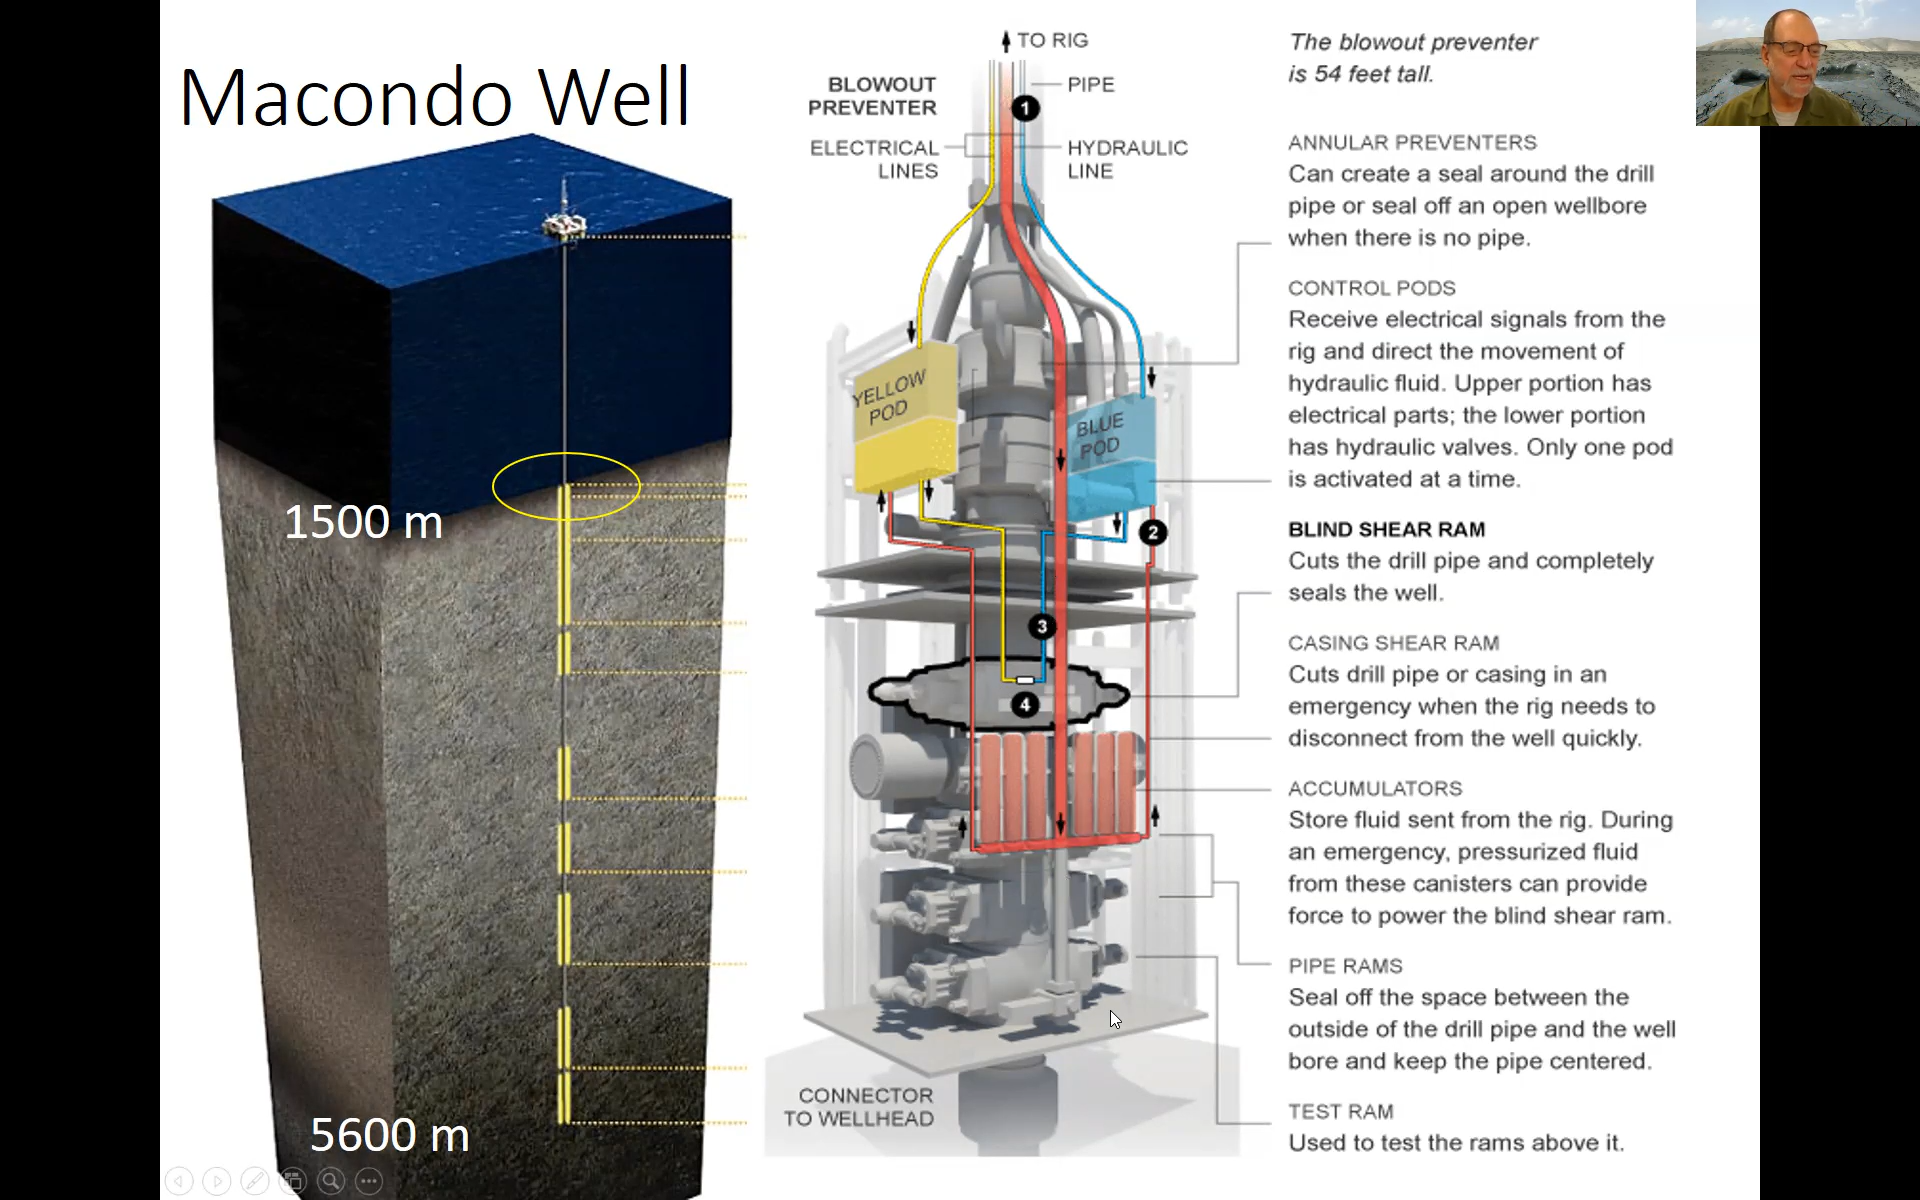 Macondo Well
1500 m
5600 m
TO RIG
BLOWOUT
PREVENTER
PIPE
1
ELECTRICAL
LINES
HYDRAULIC
LINE
YELLOW
POD
BLUE
POD
2
3
4
CONNECTOR
TO WELLHEAD
The blowout preventer
is 54 feet tall.
ANNULAR PREVENTERS
Can create a seal around the drill
pipe or seal off an open wellbore
when there is no pipe.
CONTROL PODS
Receive electrical signals from the
rig and direct the movement of
hydraulic fluid. Upper portion has
electrical parts; the lower portion
has hydraulic valves. Only one pod
is activated at a time.
BLIND SHEAR RAM
Cuts the drill pipe and completely
seals the well.
CASING SHEAR RAM
Cuts drill pipe or casing in an
emergency when the rig needs to
disconnect from the well quickly.
ACCUMULATORS
Store fluid sent from the rig. During
an emergency, pressurized fluid
from these canisters can provide
force to power the blind shear ram.
PIPE RAMS
Seal off the space between the
outside of the drill pipe and the well
bore and keep the pipe centered.
TEST RAM
Used to test the rams above it.